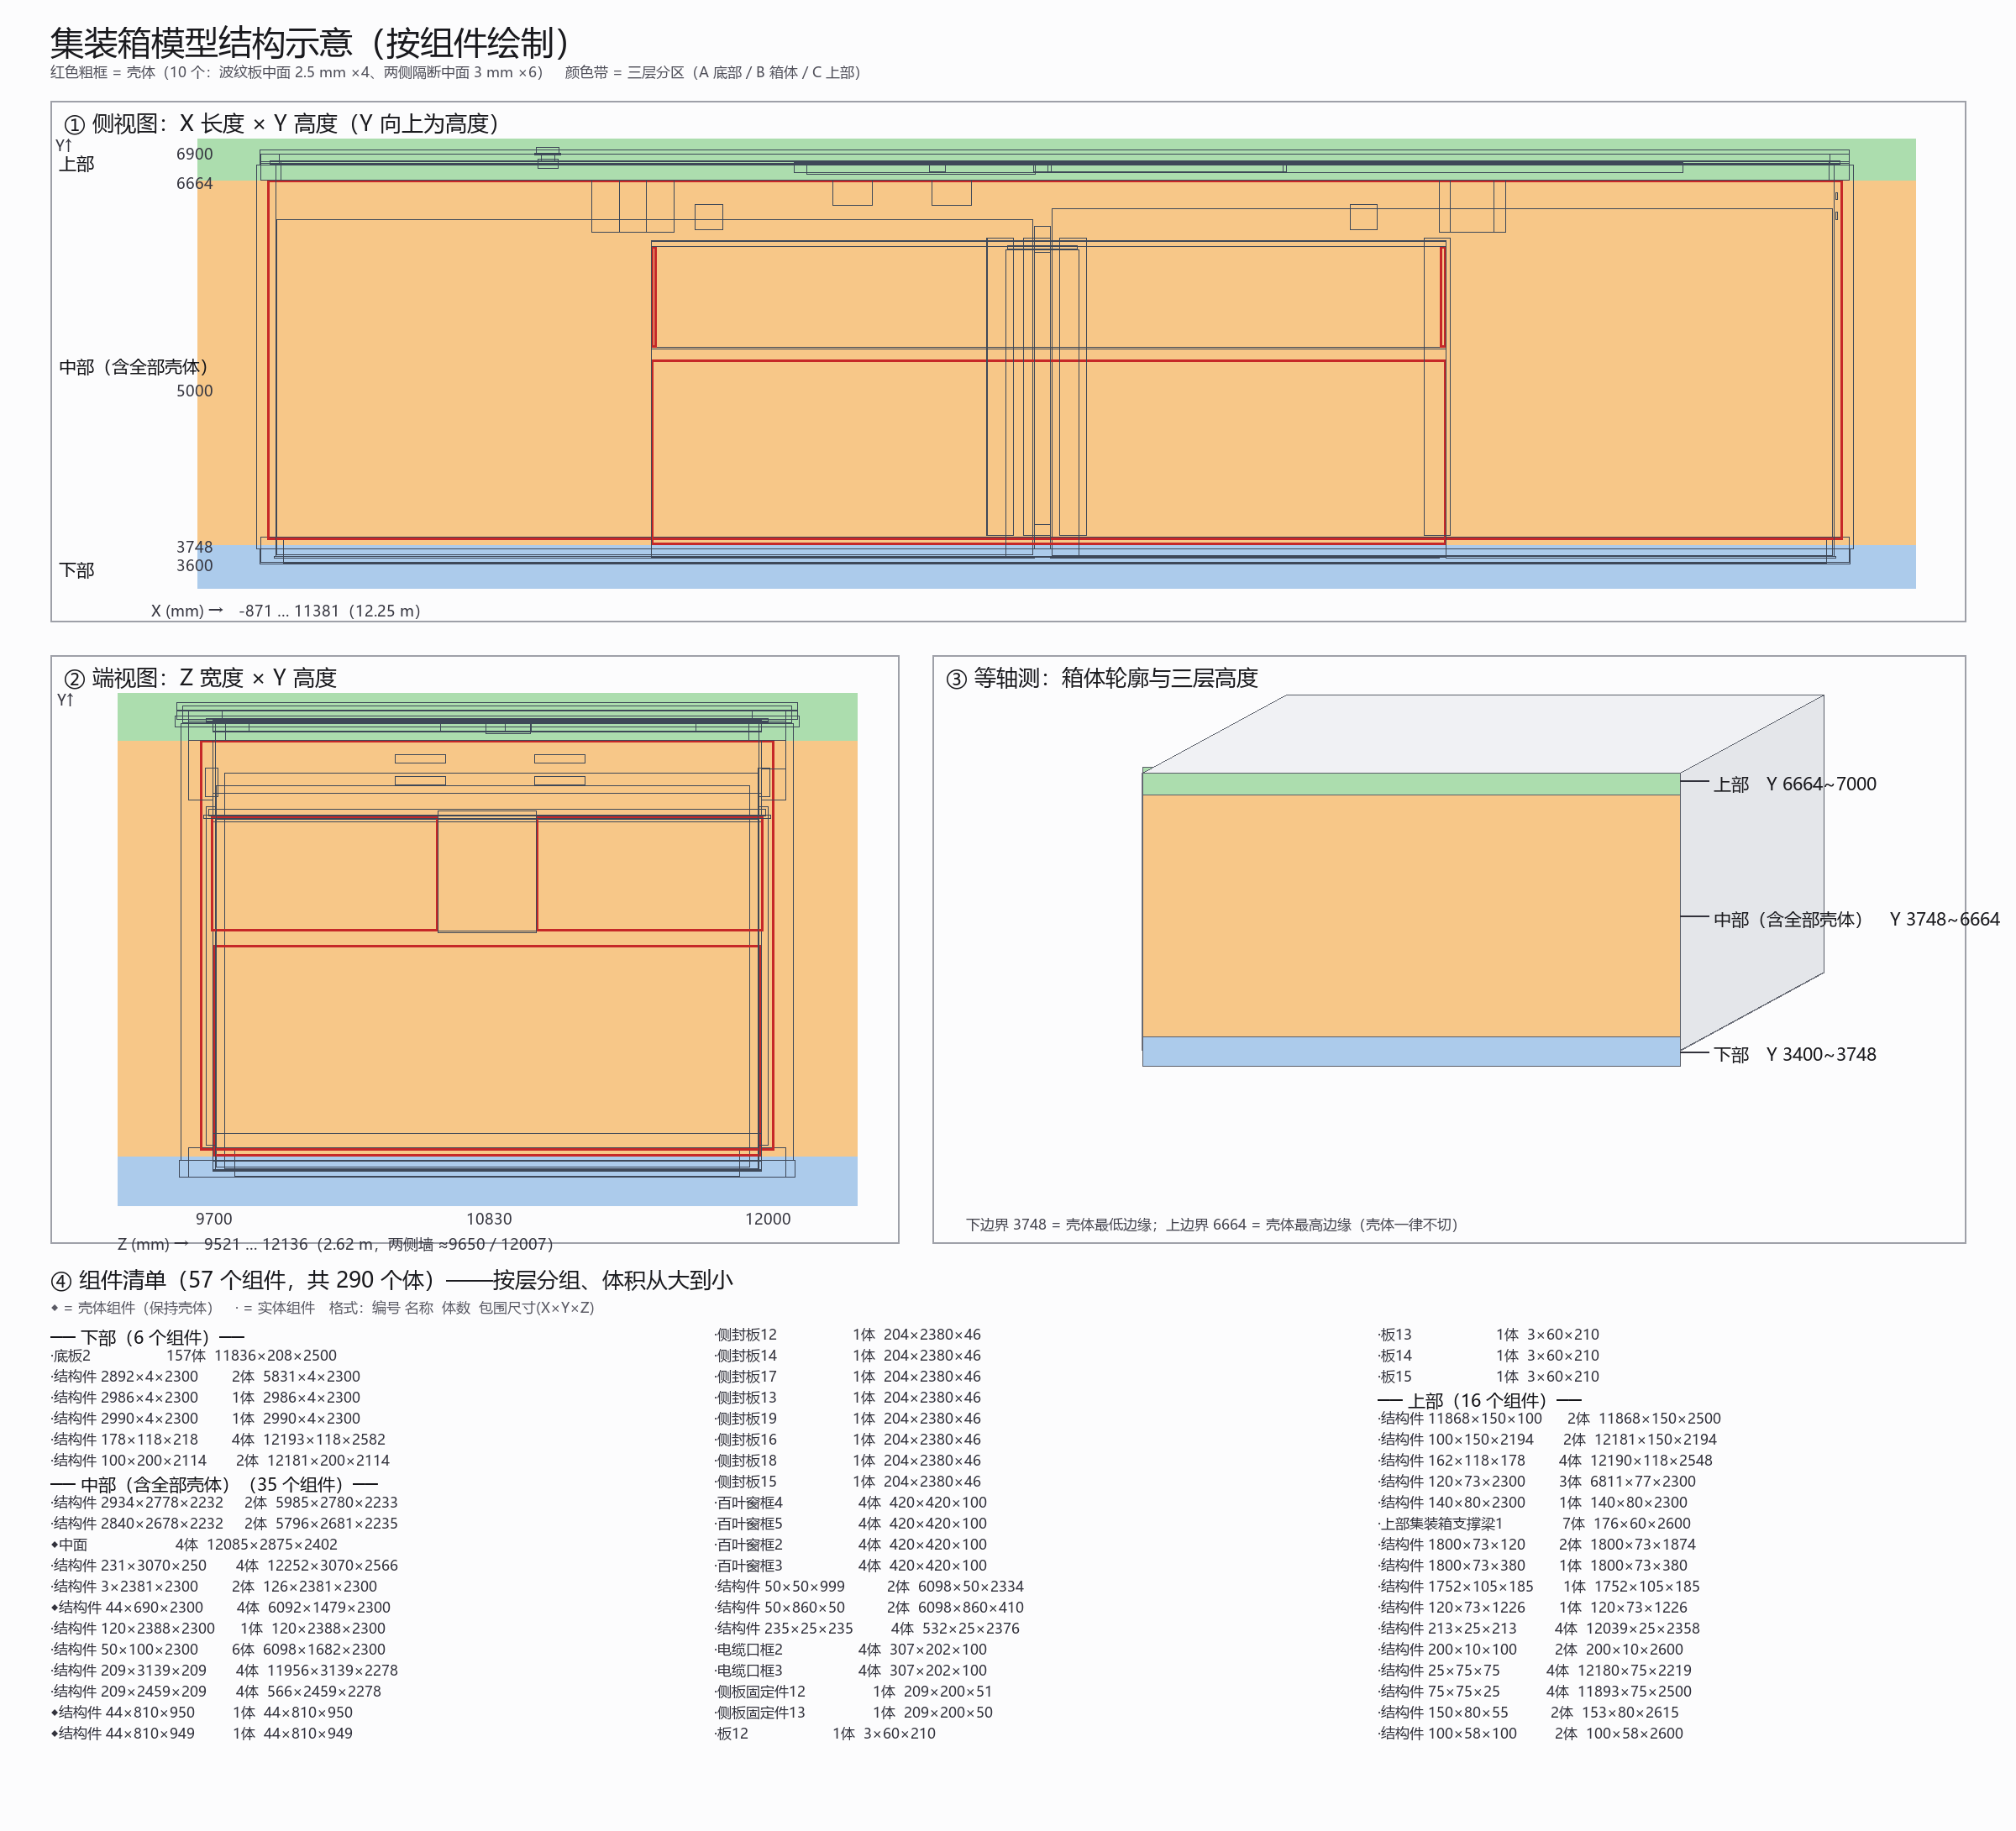 集装箱模型结构示意（按组件绘制）
红色粗框 = 壳体（10 个：波纹板中面 2.5 mm ×4、两侧隔断中面 3 mm ×6） 颜色带 = 三层分区（A 底部 / B 箱体 / C 上部）
① 侧视图：X 长度 × Y 高度（Y 向上为高度）
Y↑
6900
上部
6664
中部（含全部壳体）
5000
3748
3600
下部
X (mm) → -871 ... 11381（12.25 m）
② 端视图：Z 宽度 × Y 高度
Y↑
9700 10830 12000
Z (mm) → 9521 ... 12136（2.62 m，两侧墙 ≈9650 / 12007）
③ 等轴测：箱体轮廓与三层高度
上部 Y 6664~7000
中部（含全部壳体） Y 3748~6664
下部 Y 3400~3748
下边界 3748 = 壳体最低边缘；上边界 6664 = 壳体最高边缘（壳体一律不切）
④ 组件清单（57 个组件，共 290 个体）——按层分组、体积从大到小
◆ = 壳体组件（保持壳体） · = 实体组件 格式：编号 名称 体数 包围尺寸(X×Y×Z)
── 下部（6 个组件）──
·底板2 157体 11836×208×2500
·结构件 2892×4×2300 2体 5831×4×2300
·结构件 2986×4×2300 1体 2986×4×2300
·结构件 2990×4×2300 1体 2990×4×2300
·结构件 178×118×218 4体 12193×118×2582
·结构件 100×200×2114 2体 12181×200×2114
── 中部（含全部壳体）（35 个组件）──
·结构件 2934×2778×2232 2体 5985×2780×2233
·结构件 2840×2678×2232 2体 5796×2681×2235
◆中面 4体 12085×2875×2402
·结构件 231×3070×250 4体 12252×3070×2566
·结构件 3×2381×2300 2体 126×2381×2300
◆结构件 44×690×2300 4体 6092×1479×2300
·结构件 120×2388×2300 1体 120×2388×2300
·结构件 50×100×2300 6体 6098×1682×2300
·结构件 209×3139×209 4体 11956×3139×2278
·结构件 209×2459×209 4体 566×2459×2278
◆结构件 44×810×950 1体 44×810×950
◆结构件 44×810×949 1体 44×810×949
·侧封板12 1体 204×2380×46
·侧封板14 1体 204×2380×46
·侧封板17 1体 204×2380×46
·侧封板13 1体 204×2380×46
·侧封板19 1体 204×2380×46
·侧封板16 1体 204×2380×46
·侧封板18 1体 204×2380×46
·侧封板15 1体 204×2380×46
·百叶窗框4 4体 420×420×100
·百叶窗框5 4体 420×420×100
·百叶窗框2 4体 420×420×100
·百叶窗框3 4体 420×420×100
·结构件 50×50×999 2体 6098×50×2334
·结构件 50×860×50 2体 6098×860×410
·结构件 235×25×235 4体 532×25×2376
·电缆口框2 4体 307×202×100
·电缆口框3 4体 307×202×100
·侧板固定件12 1体 209×200×51
·侧板固定件13 1体 209×200×50
·板12 1体 3×60×210
·板13 1体 3×60×210
·板14 1体 3×60×210
·板15 1体 3×60×210
── 上部（16 个组件）──
·结构件 11868×150×100 2体 11868×150×2500
·结构件 100×150×2194 2体 12181×150×2194
·结构件 162×118×178 4体 12190×118×2548
·结构件 120×73×2300 3体 6811×77×2300
·结构件 140×80×2300 1体 140×80×2300
·上部集装箱支撑梁1 7体 176×60×2600
·结构件 1800×73×120 2体 1800×73×1874
·结构件 1800×73×380 1体 1800×73×380
·结构件 1752×105×185 1体 1752×105×185
·结构件 120×73×1226 1体 120×73×1226
·结构件 213×25×213 4体 12039×25×2358
·结构件 200×10×100 2体 200×10×2600
·结构件 25×75×75 4体 12180×75×2219
·结构件 75×75×25 4体 11893×75×2500
·结构件 150×80×55 2体 153×80×2615
·结构件 100×58×100 2体 100×58×2600